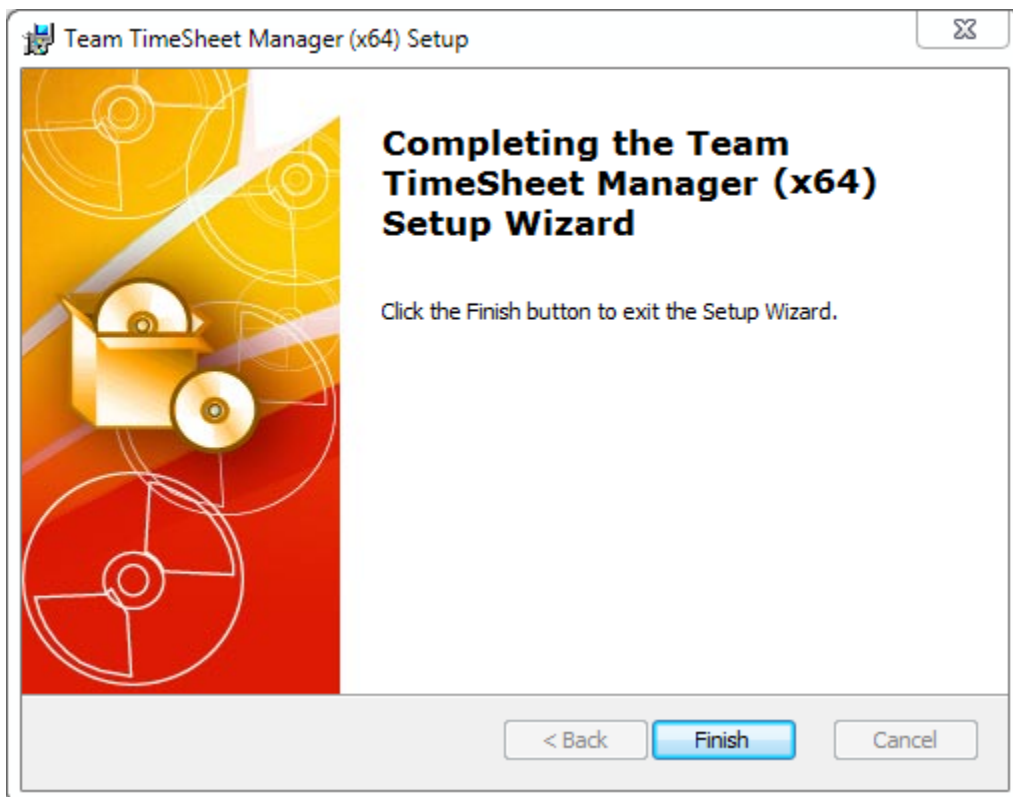 Team TimeSheet Manager (x64) Setup
Completing the Team
TimeSheet Manager (x64)
Setup Wizard
Click the Finish button to exit the Setup Wizard.
< Back Finish Cancel